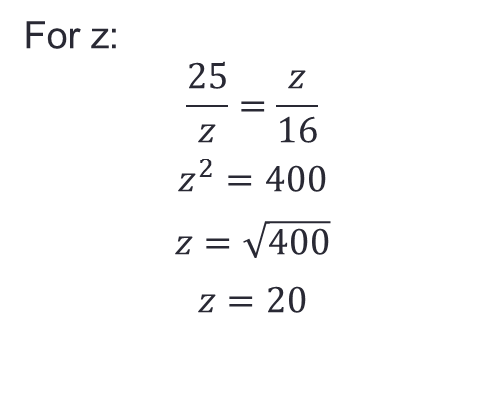 For z:
25/z = z/16
z² = 400
z = √400
z = 20